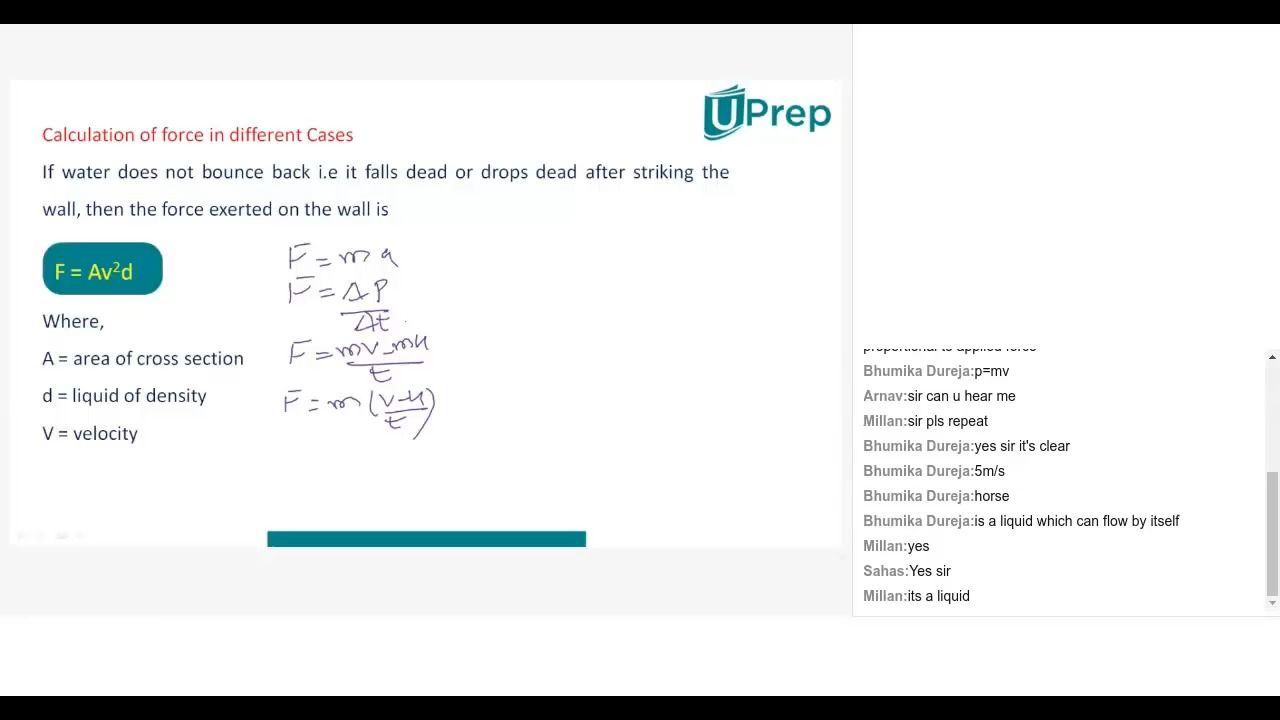 UPrep
Calculation of force in different Cases
If water does not bounce back i.e it falls dead or drops dead after striking the
wall, then the force exerted on the wall is
F = Av²d
Where,
A = area of cross section
d = liquid of density
V = velocity
F = ma
F = ΔP
Δt
F = mv - mu
t
F = m (v-u)
t
proportional to applied force
Bhumika Dureja:p=mv
Arnav:sir can u hear me
Millan:sir pls repeat
Bhumika Dureja:yes sir it's clear
Bhumika Dureja:5m/s
Bhumika Dureja:horse
Bhumika Dureja:is a liquid which can flow by itself
Millan:yes
Sahas:Yes sir
Millan:its a liquid